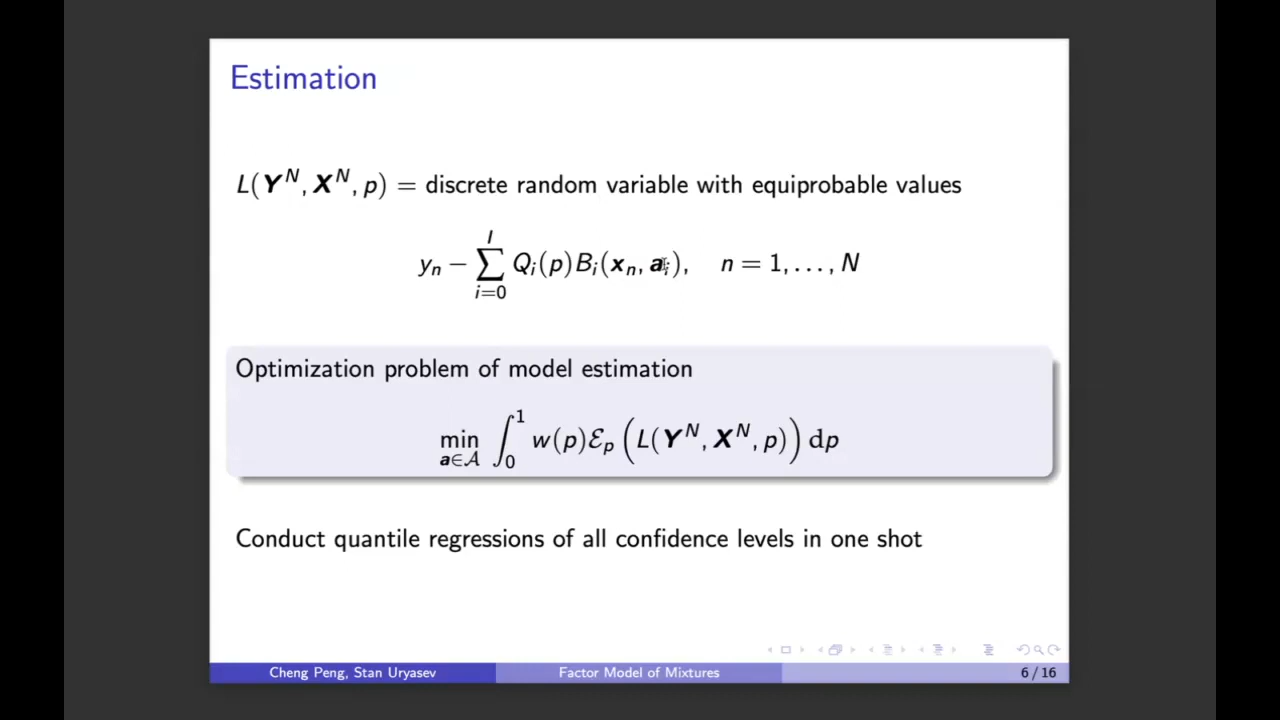 Estimation
L(Y^N, X^N, p) = discrete random variable with equiprobable values
y_n − ∑_{i=0}^{I} Q_i(p)B_i(x_n, a_i), n = 1, . . . , N
Optimization problem of model estimation
min_{a∈𝒜} ∫_0^1 w(p)ℰ_p (L(Y^N, X^N, p)) dp
Conduct quantile regressions of all confidence levels in one shot
Cheng Peng, Stan Uryasev Factor Model of Mixtures 6 / 16